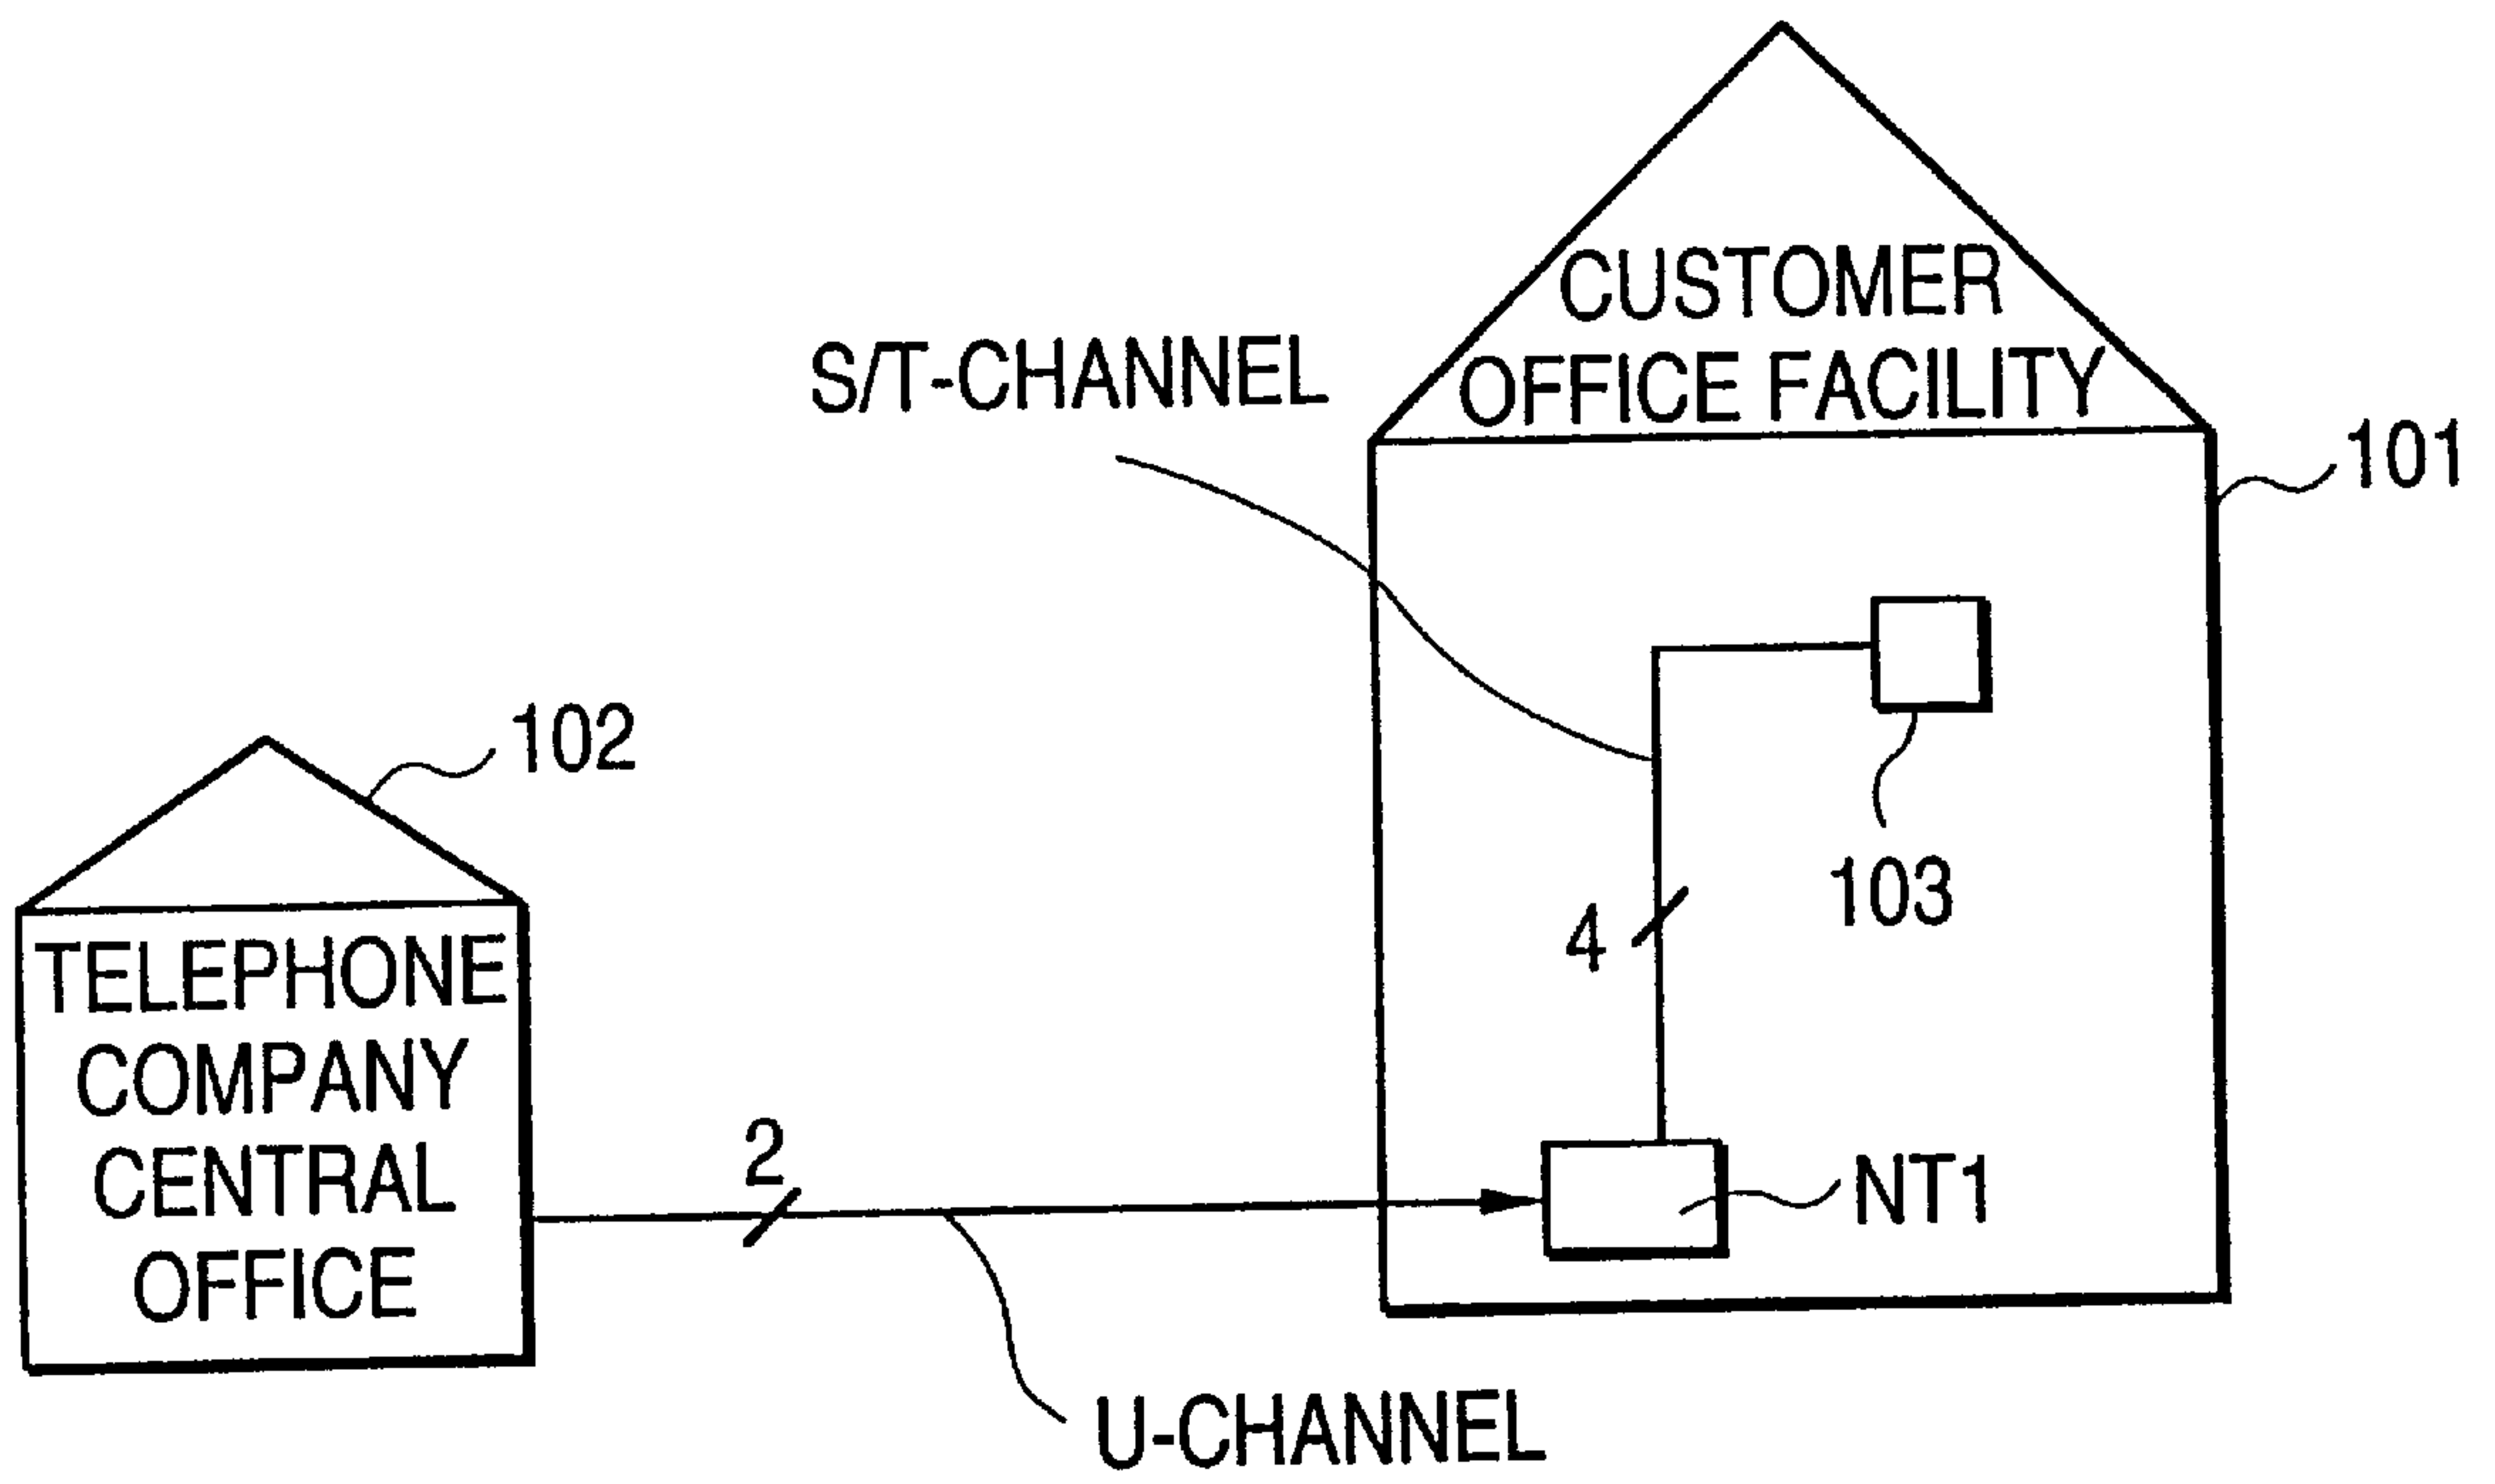 CUSTOMER
OFFICE FACILITY
S/T-CHANNEL
101
102
103
4
TELEPHONE
COMPANY
CENTRAL
OFFICE
2
NT1
U-CHANNEL